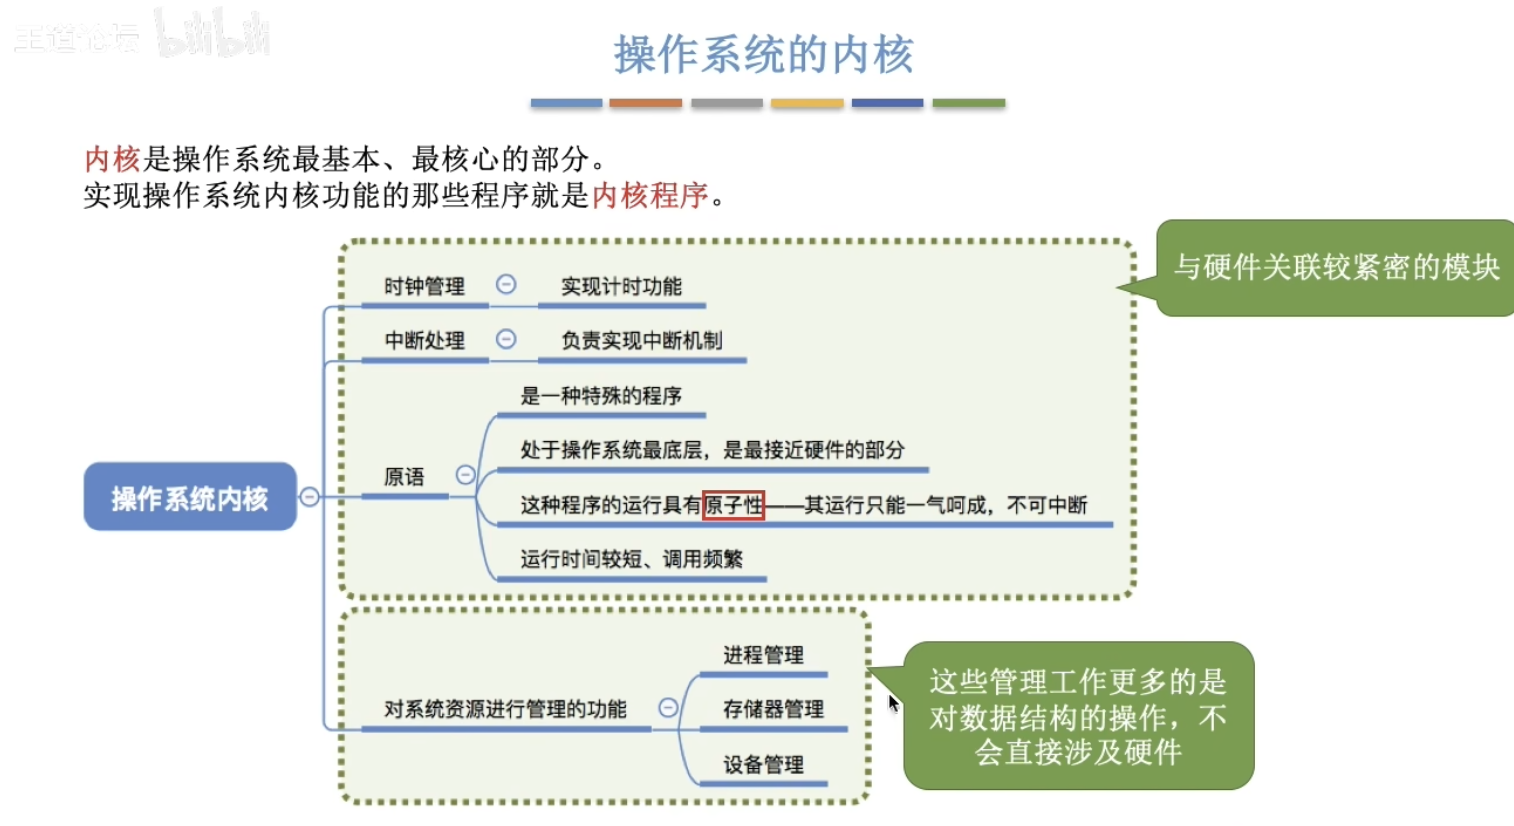 王道论坛 bilibili
操作系统的内核
内核是操作系统最基本、最核心的部分。
实现操作系统内核功能的那些程序就是内核程序。
与硬件关联较紧密的模块
时钟管理
实现计时功能
中断处理
负责实现中断机制
是一种特殊的程序
处于操作系统最底层，是最接近硬件的部分
原语
这种程序的运行具有原子性——其运行只能一气呵成，不可中断
运行时间较短、调用频繁
操作系统内核
进程管理
对系统资源进行管理的功能
存储器管理
设备管理
这些管理工作更多的是
对数据结构的操作，不
会直接涉及硬件